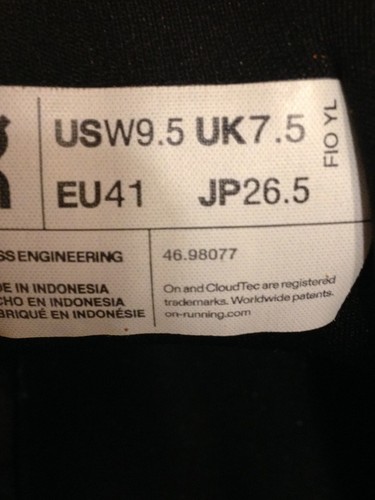 USW9.5 UK7.5
EU41 JP26.5
FIO YL
SS ENGINEERING
46.98077
DE IN INDONESIA
CHO EN INDONESIA
BRIQUÉ EN INDONÉSIE
On and CloudTec are registered
trademarks. Worldwide patents.
on-running.com